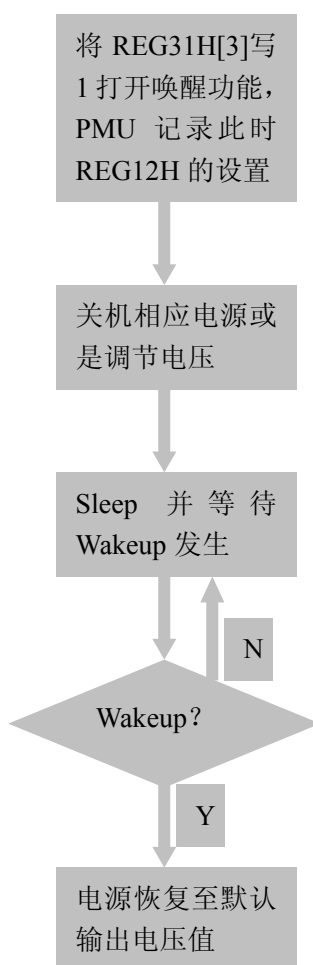 将 REG31H[3]写
1 打开唤醒功能，
PMU 记录此时
REG12H 的设置
关机相应电源或
是调节电压
Sleep 并等待
Wakeup 发生
N
Wakeup？
Y
电源恢复至默认
输出电压值